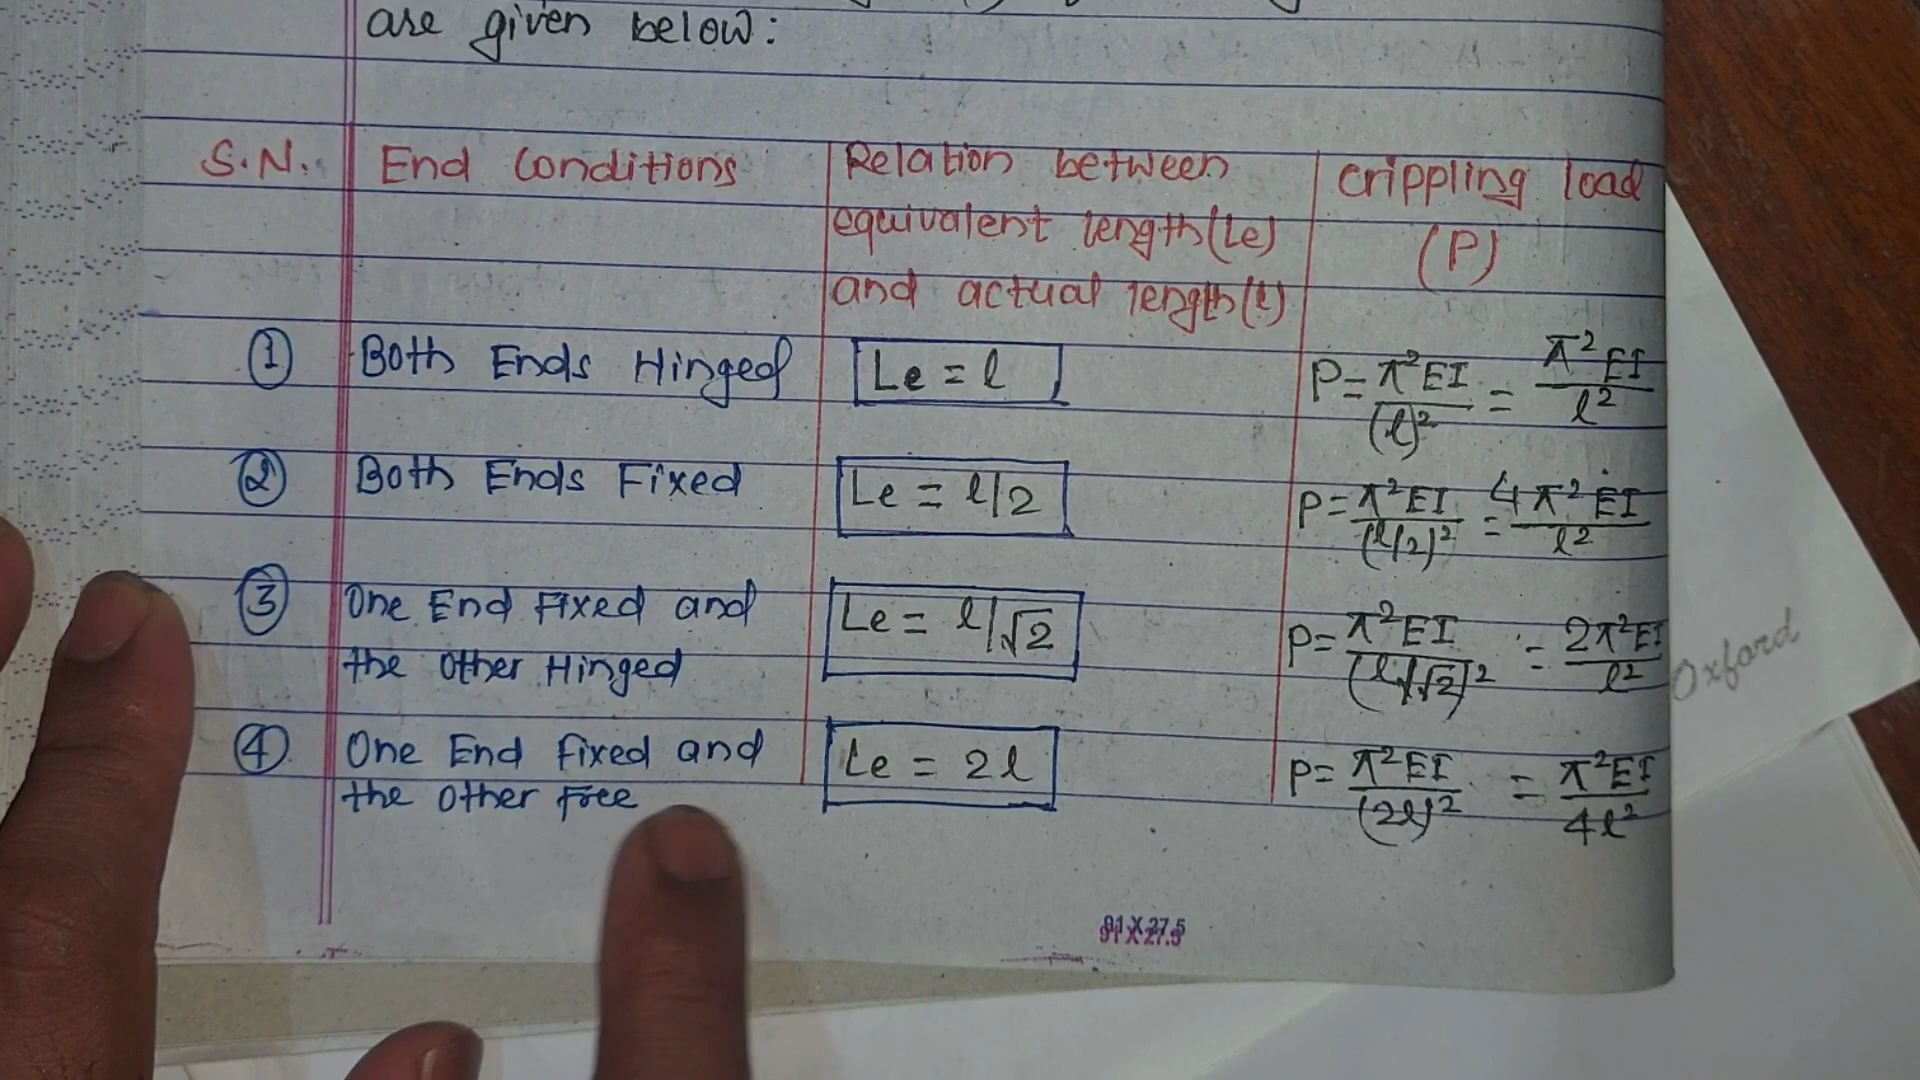 are given below:
S.N. End Conditions Relation between equivalent length(Le) and actual length(l) crippling load (P)
① Both Ends Hinged Le = l P = π²EI/(l)² = π²EI/l²
② Both Ends Fixed Le = l/2 P = π²EI/(l/2)² = 4π²EI/l²
③ One End Fixed and the Other Hinged Le = l/√2 P = π²EI/(l/√2)² = 2π²EI/l²
④ One End Fixed and the Other Free Le = 2l P = π²EI/(2l)² = π²EI/4l²
Oxford